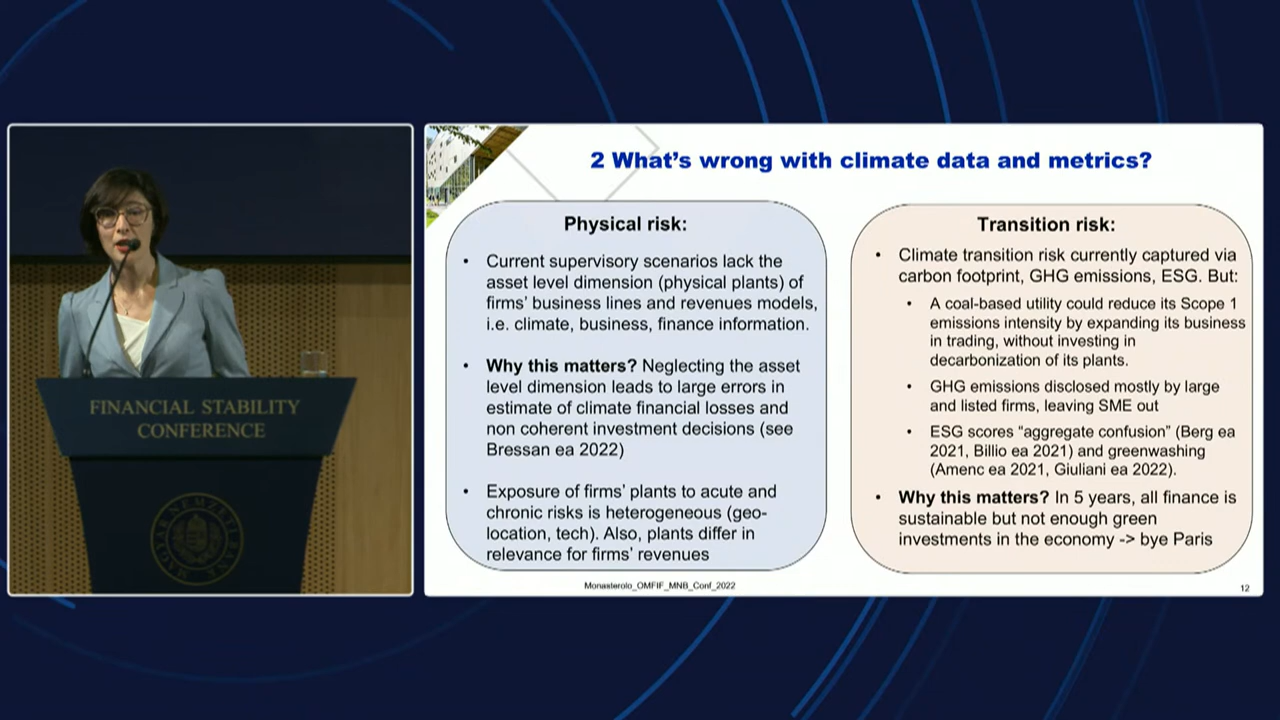 FINANCIAL STABILITY
CONFERENCE
MAGYAR NEMZETI BANK
2 What's wrong with climate data and metrics?
Physical risk:
• Current supervisory scenarios lack the
asset level dimension (physical plants) of
firms' business lines and revenues models,
i.e. climate, business, finance information.
• Why this matters? Neglecting the asset
level dimension leads to large errors in
estimate of climate financial losses and
non coherent investment decisions (see
Bressan ea 2022)
• Exposure of firms' plants to acute and
chronic risks is heterogeneous (geo-
location, tech). Also, plants differ in
relevance for firms' revenues
Transition risk:
• Climate transition risk currently captured via
carbon footprint, GHG emissions, ESG. But:
• A coal-based utility could reduce its Scope 1
emissions intensity by expanding its business
in trading, without investing in
decarbonization of its plants.
• GHG emissions disclosed mostly by large
and listed firms, leaving SME out
• ESG scores "aggregate confusion" (Berg ea
2021, Billio ea 2021) and greenwashing
(Amenc ea 2021, Giuliani ea 2022).
• Why this matters? In 5 years, all finance is
sustainable but not enough green
investments in the economy -> bye Paris
Monasterolo_OMFIF_MNB_Conf_2022
12